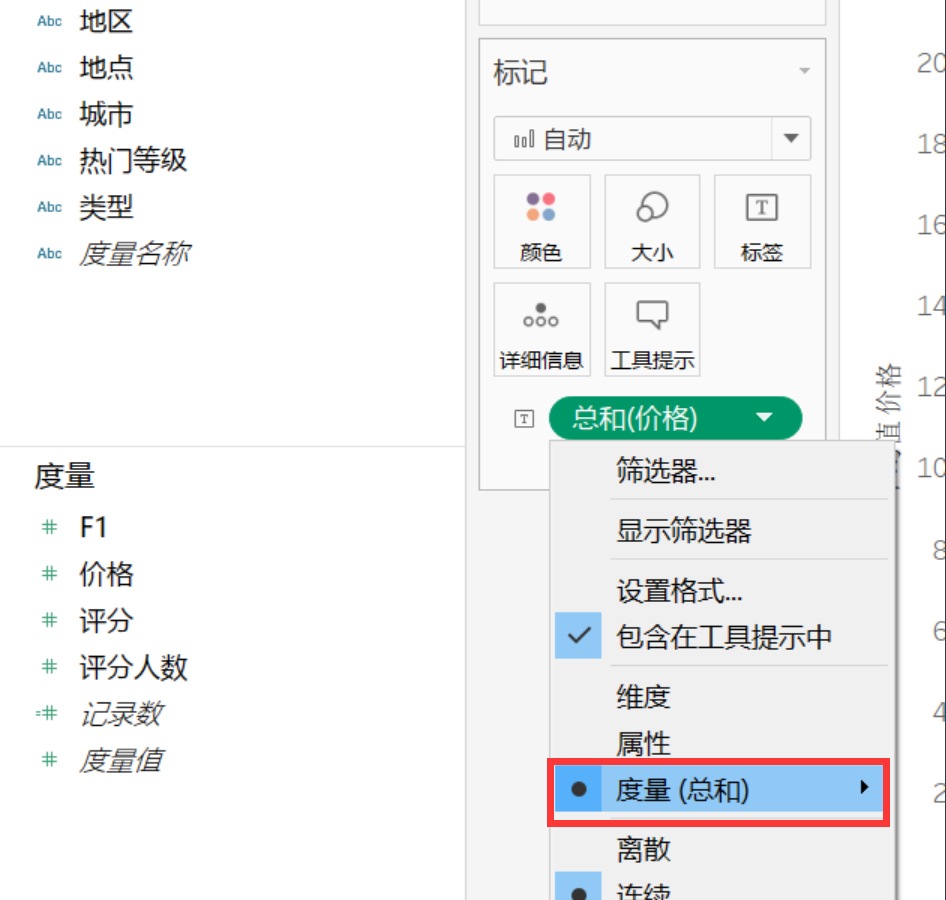 Abc 地区
Abc 地点
Abc 城市
Abc 热门等级
Abc 类型
Abc 度量名称
度量
# F1
# 价格
# 评分
# 评分人数
=# 记录数
# 度量值
标记
自动
颜色
大小
T
标签
详细信息
工具提示
T 总和(价格)
筛选器...
显示筛选器
设置格式...
包含在工具提示中
维度
属性
度量 (总和)
离散
连续
值 价格
20
18
16
14
12
10
8
6
4
2